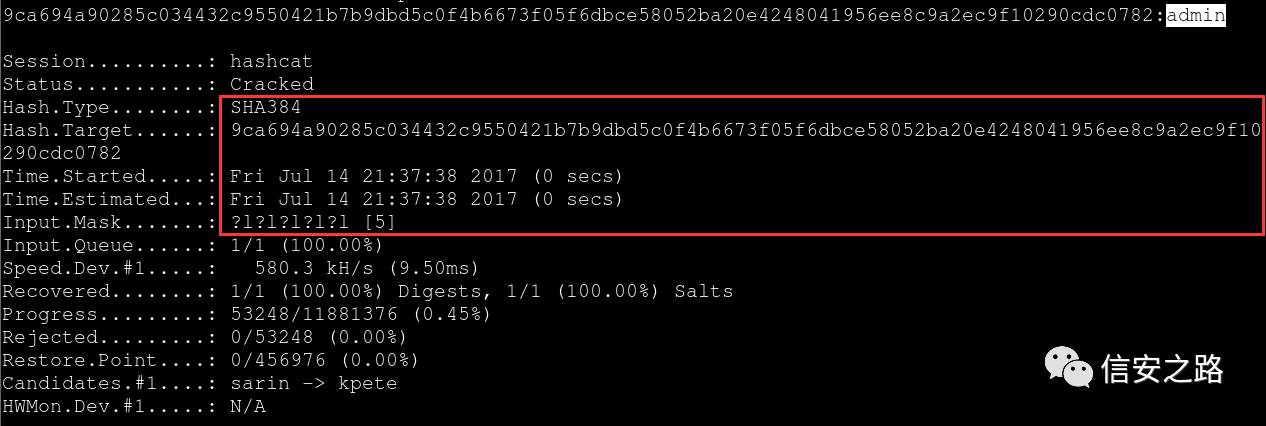 9ca694a90285c034432c9550421b7b9dbd5c0f4b6673f05f6dbce58052ba20e4248041956ee8c9a2ec9f10290cdc0782:admin
Session..........: hashcat
Status...........: Cracked
Hash.Type........: SHA384
Hash.Target......: 9ca694a90285c034432c9550421b7b9dbd5c0f4b6673f05f6dbce58052ba20e4248041956ee8c9a2ec9f10
290cdc0782
Time.Started.....: Fri Jul 14 21:37:38 2017 (0 secs)
Time.Estimated...: Fri Jul 14 21:37:38 2017 (0 secs)
Input.Mask.......: ?l?l?l?l?l [5]
Input.Queue......: 1/1 (100.00%)
Speed.Dev.#1.....:   580.3 kH/s (9.50ms)
Recovered........: 1/1 (100.00%) Digests, 1/1 (100.00%) Salts
Progress.........: 53248/11881376 (0.45%)
Rejected.........: 0/53248 (0.00%)
Restore.Point....: 0/456976 (0.00%)
Candidates.#1....: sarin -> kpete
HWMon.Dev.#1.....: N/A
信安之路